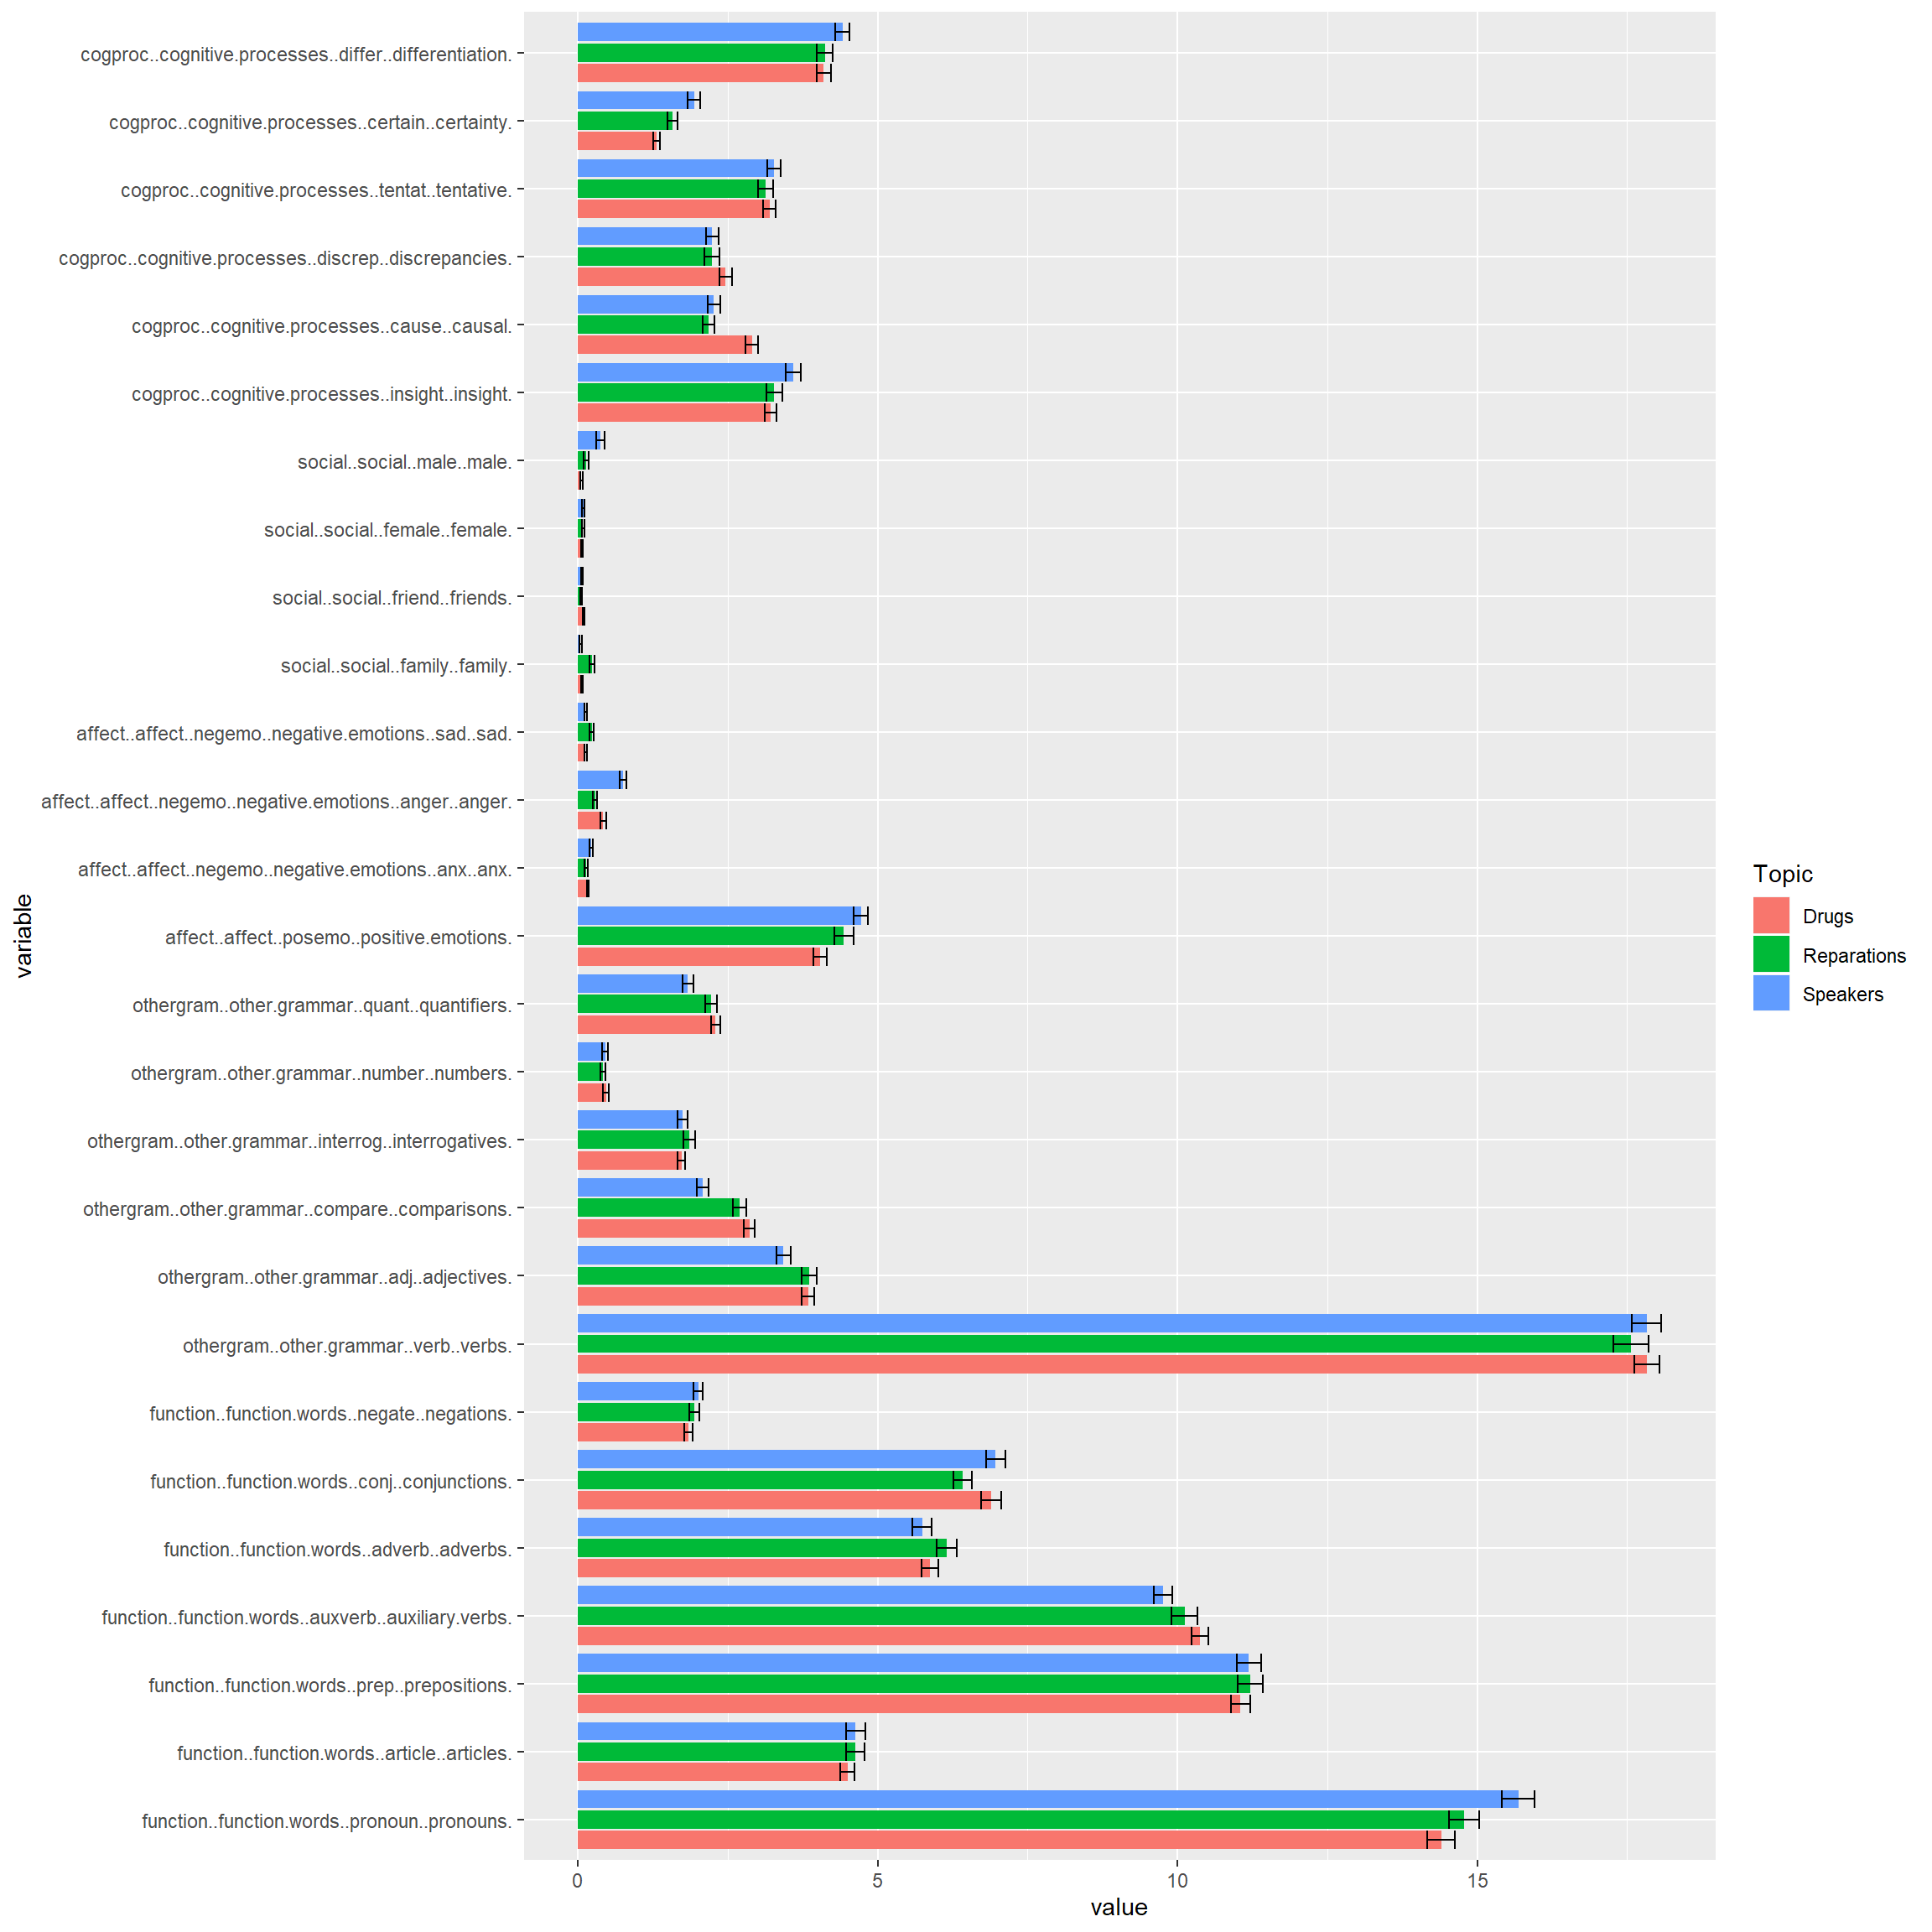 cogproc..cognitive.processes..differ..differentiation.
cogproc..cognitive.processes..certain..certainty.
cogproc..cognitive.processes..tentat..tentative.
cogproc..cognitive.processes..discrep..discrepancies.
cogproc..cognitive.processes..cause..causal.
cogproc..cognitive.processes..insight..insight.
social..social..male..male.
social..social..female..female.
social..social..friend..friends.
social..social..family..family.
affect..affect..negemo..negative.emotions..sad..sad.
affect..affect..negemo..negative.emotions..anger..anger.
affect..affect..negemo..negative.emotions..anx..anx.
affect..affect..posemo..positive.emotions.
othergram..other.grammar..quant..quantifiers.
othergram..other.grammar..number..numbers.
othergram..other.grammar..interrog..interrogatives.
othergram..other.grammar..compare..comparisons.
othergram..other.grammar..adj..adjectives.
othergram..other.grammar..verb..verbs.
function..function.words..negate..negations.
function..function.words..conj..conjunctions.
function..function.words..adverb..adverbs.
function..function.words..auxverb..auxiliary.verbs.
function..function.words..prep..prepositions.
function..function.words..article..articles.
function..function.words..pronoun..pronouns.
variable
0 5 10 15
value
Topic
Drugs
Reparations
Speakers